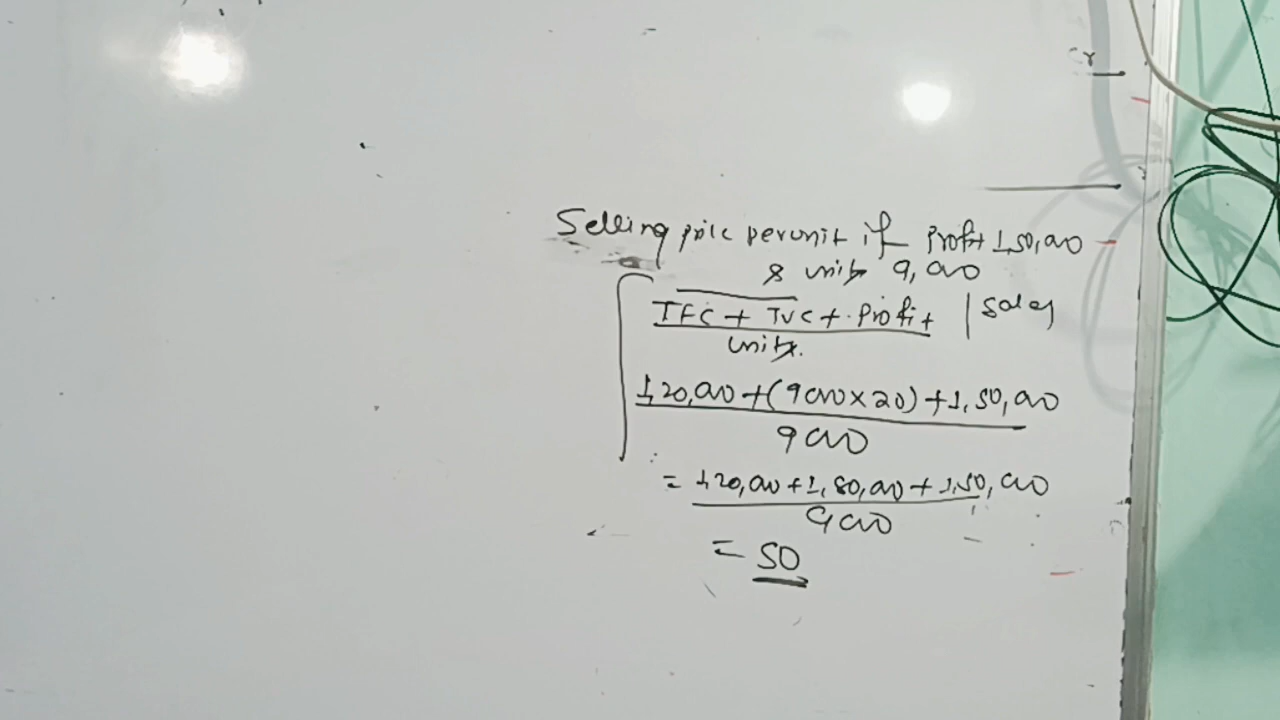 Cr
Selling price per unit if Profit 1,50,000
& units 9,000
TFC + TVC + Profit | Sales
units.
1,20,000 + (9000 x 20) + 1,50,000
9000
= 1,20,000 + 1,80,000 + 1,50,000
9000
= 50